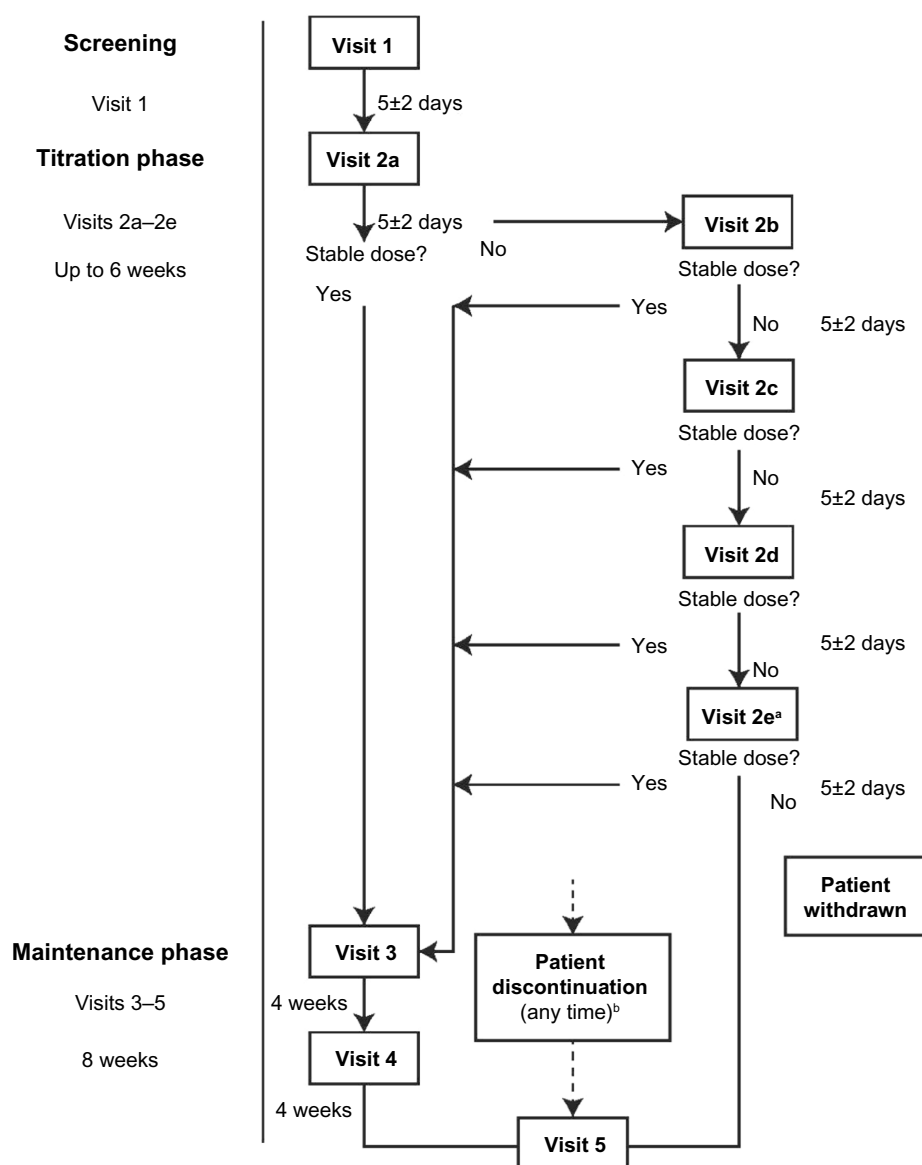 Screening
Visit 1
Visit 1
5±2 days
Titration phase
Visit 2a
Visits 2a–2e
5±2 days
Visit 2b
Up to 6 weeks
Stable dose?
No
Stable dose?
Yes
Yes
No
5±2 days
Visit 2c
Stable dose?
Yes
No
5±2 days
Visit 2d
Stable dose?
Yes
5±2 days
No
Visit 2eᵃ
Stable dose?
Yes
No
5±2 days
Patient
withdrawn
Maintenance phase
Visit 3
Patient
discontinuation
(any time)ᵇ
Visits 3–5
4 weeks
8 weeks
Visit 4
4 weeks
Visit 5